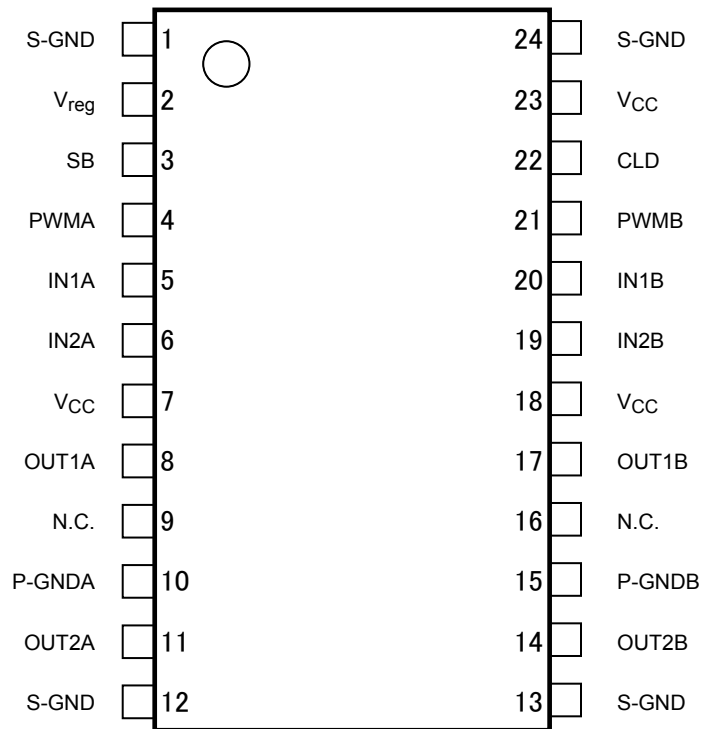 S-GND 1 24 S-GND
Vreg 2 23 VCC
SB 3 22 CLD
PWMA 4 21 PWMB
IN1A 5 20 IN1B
IN2A 6 19 IN2B
VCC 7 18 VCC
OUT1A 8 17 OUT1B
N.C. 9 16 N.C.
P-GNDA 10 15 P-GNDB
OUT2A 11 14 OUT2B
S-GND 12 13 S-GND